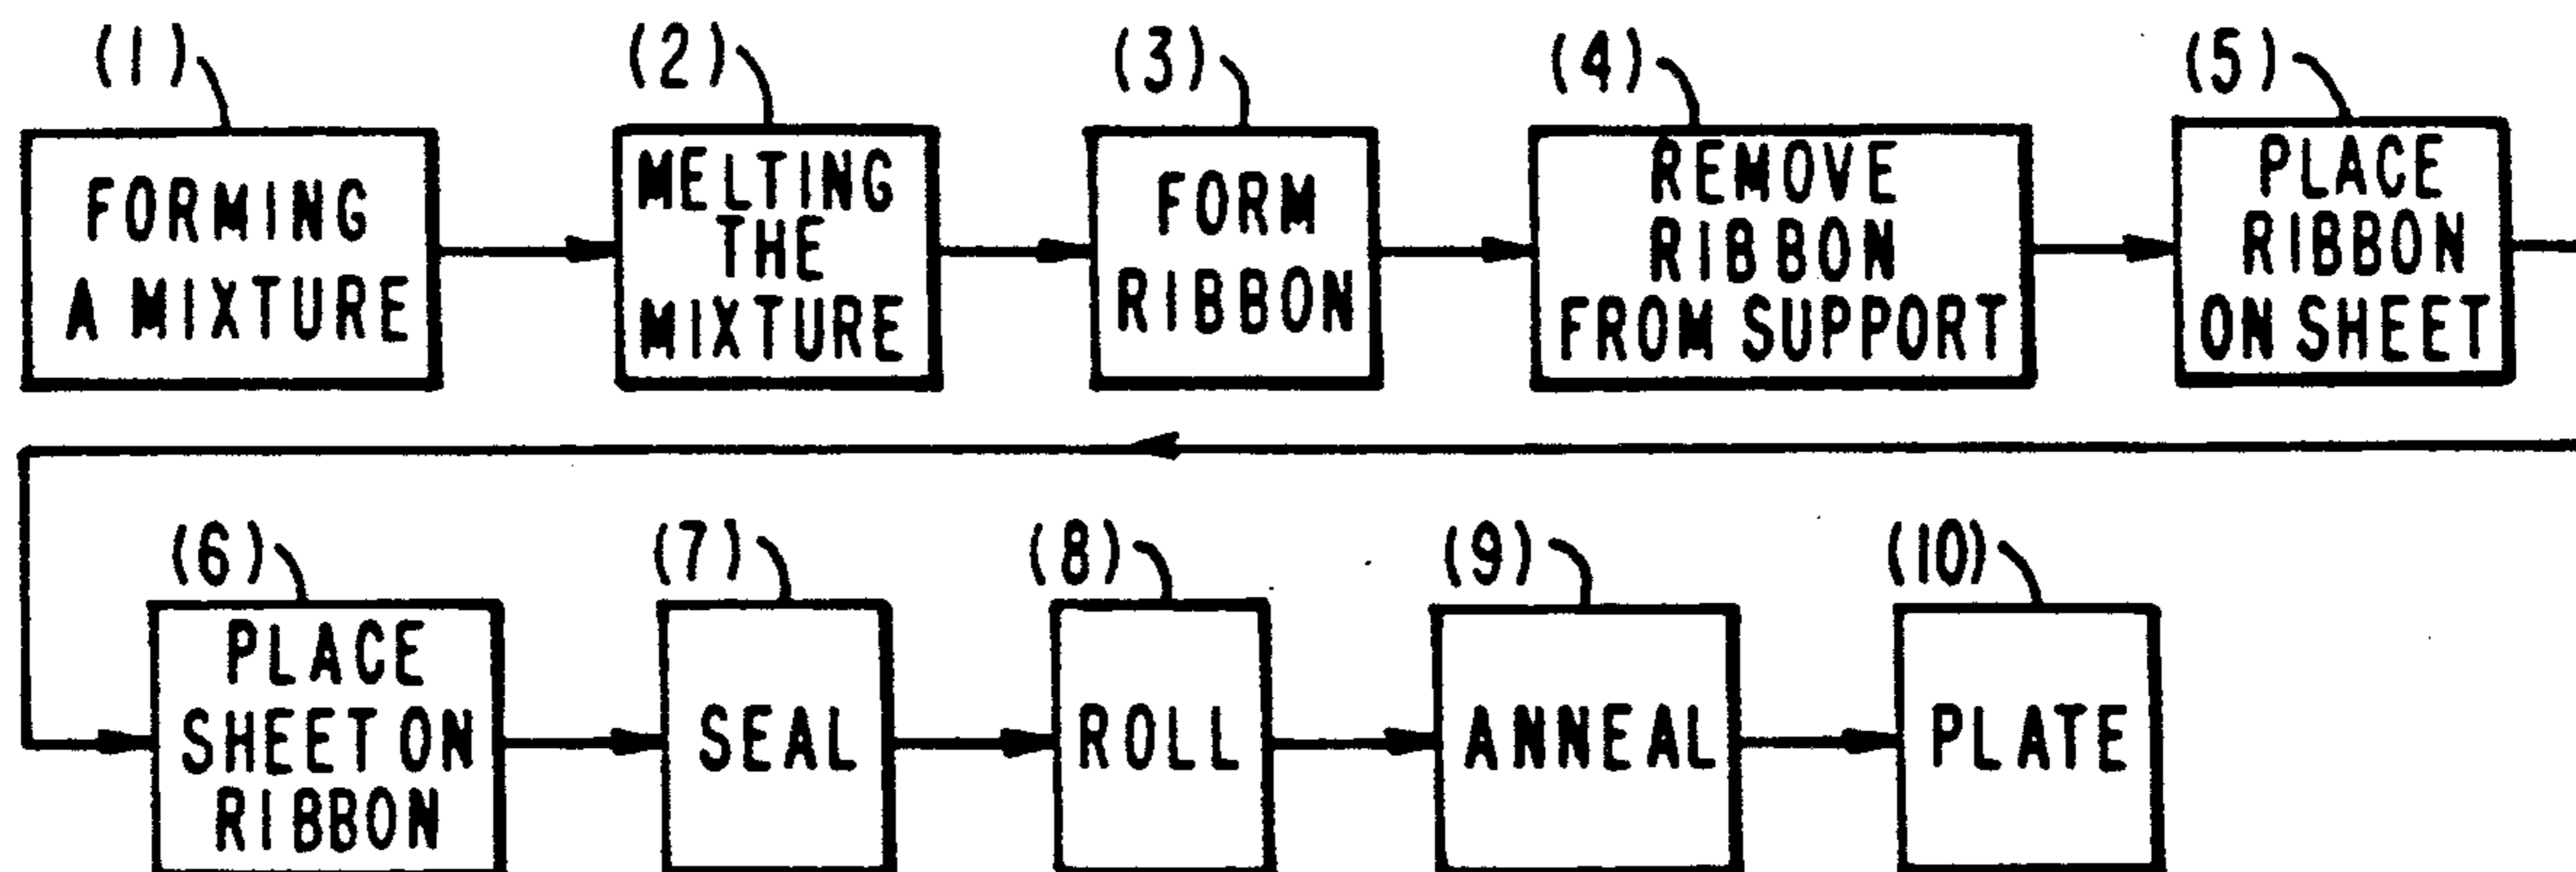 (1)
FORMING
A MIXTURE
(2)
MELTING
THE
MIXTURE
(3)
FORM
RIBBON
(4)
REMOVE
RIBBON
FROM SUPPORT
(5)
PLACE
RIBBON
ON SHEET
(6)
PLACE
SHEET ON
RIBBON
(7)
SEAL
(8)
ROLL
(9)
ANNEAL
(10)
PLATE